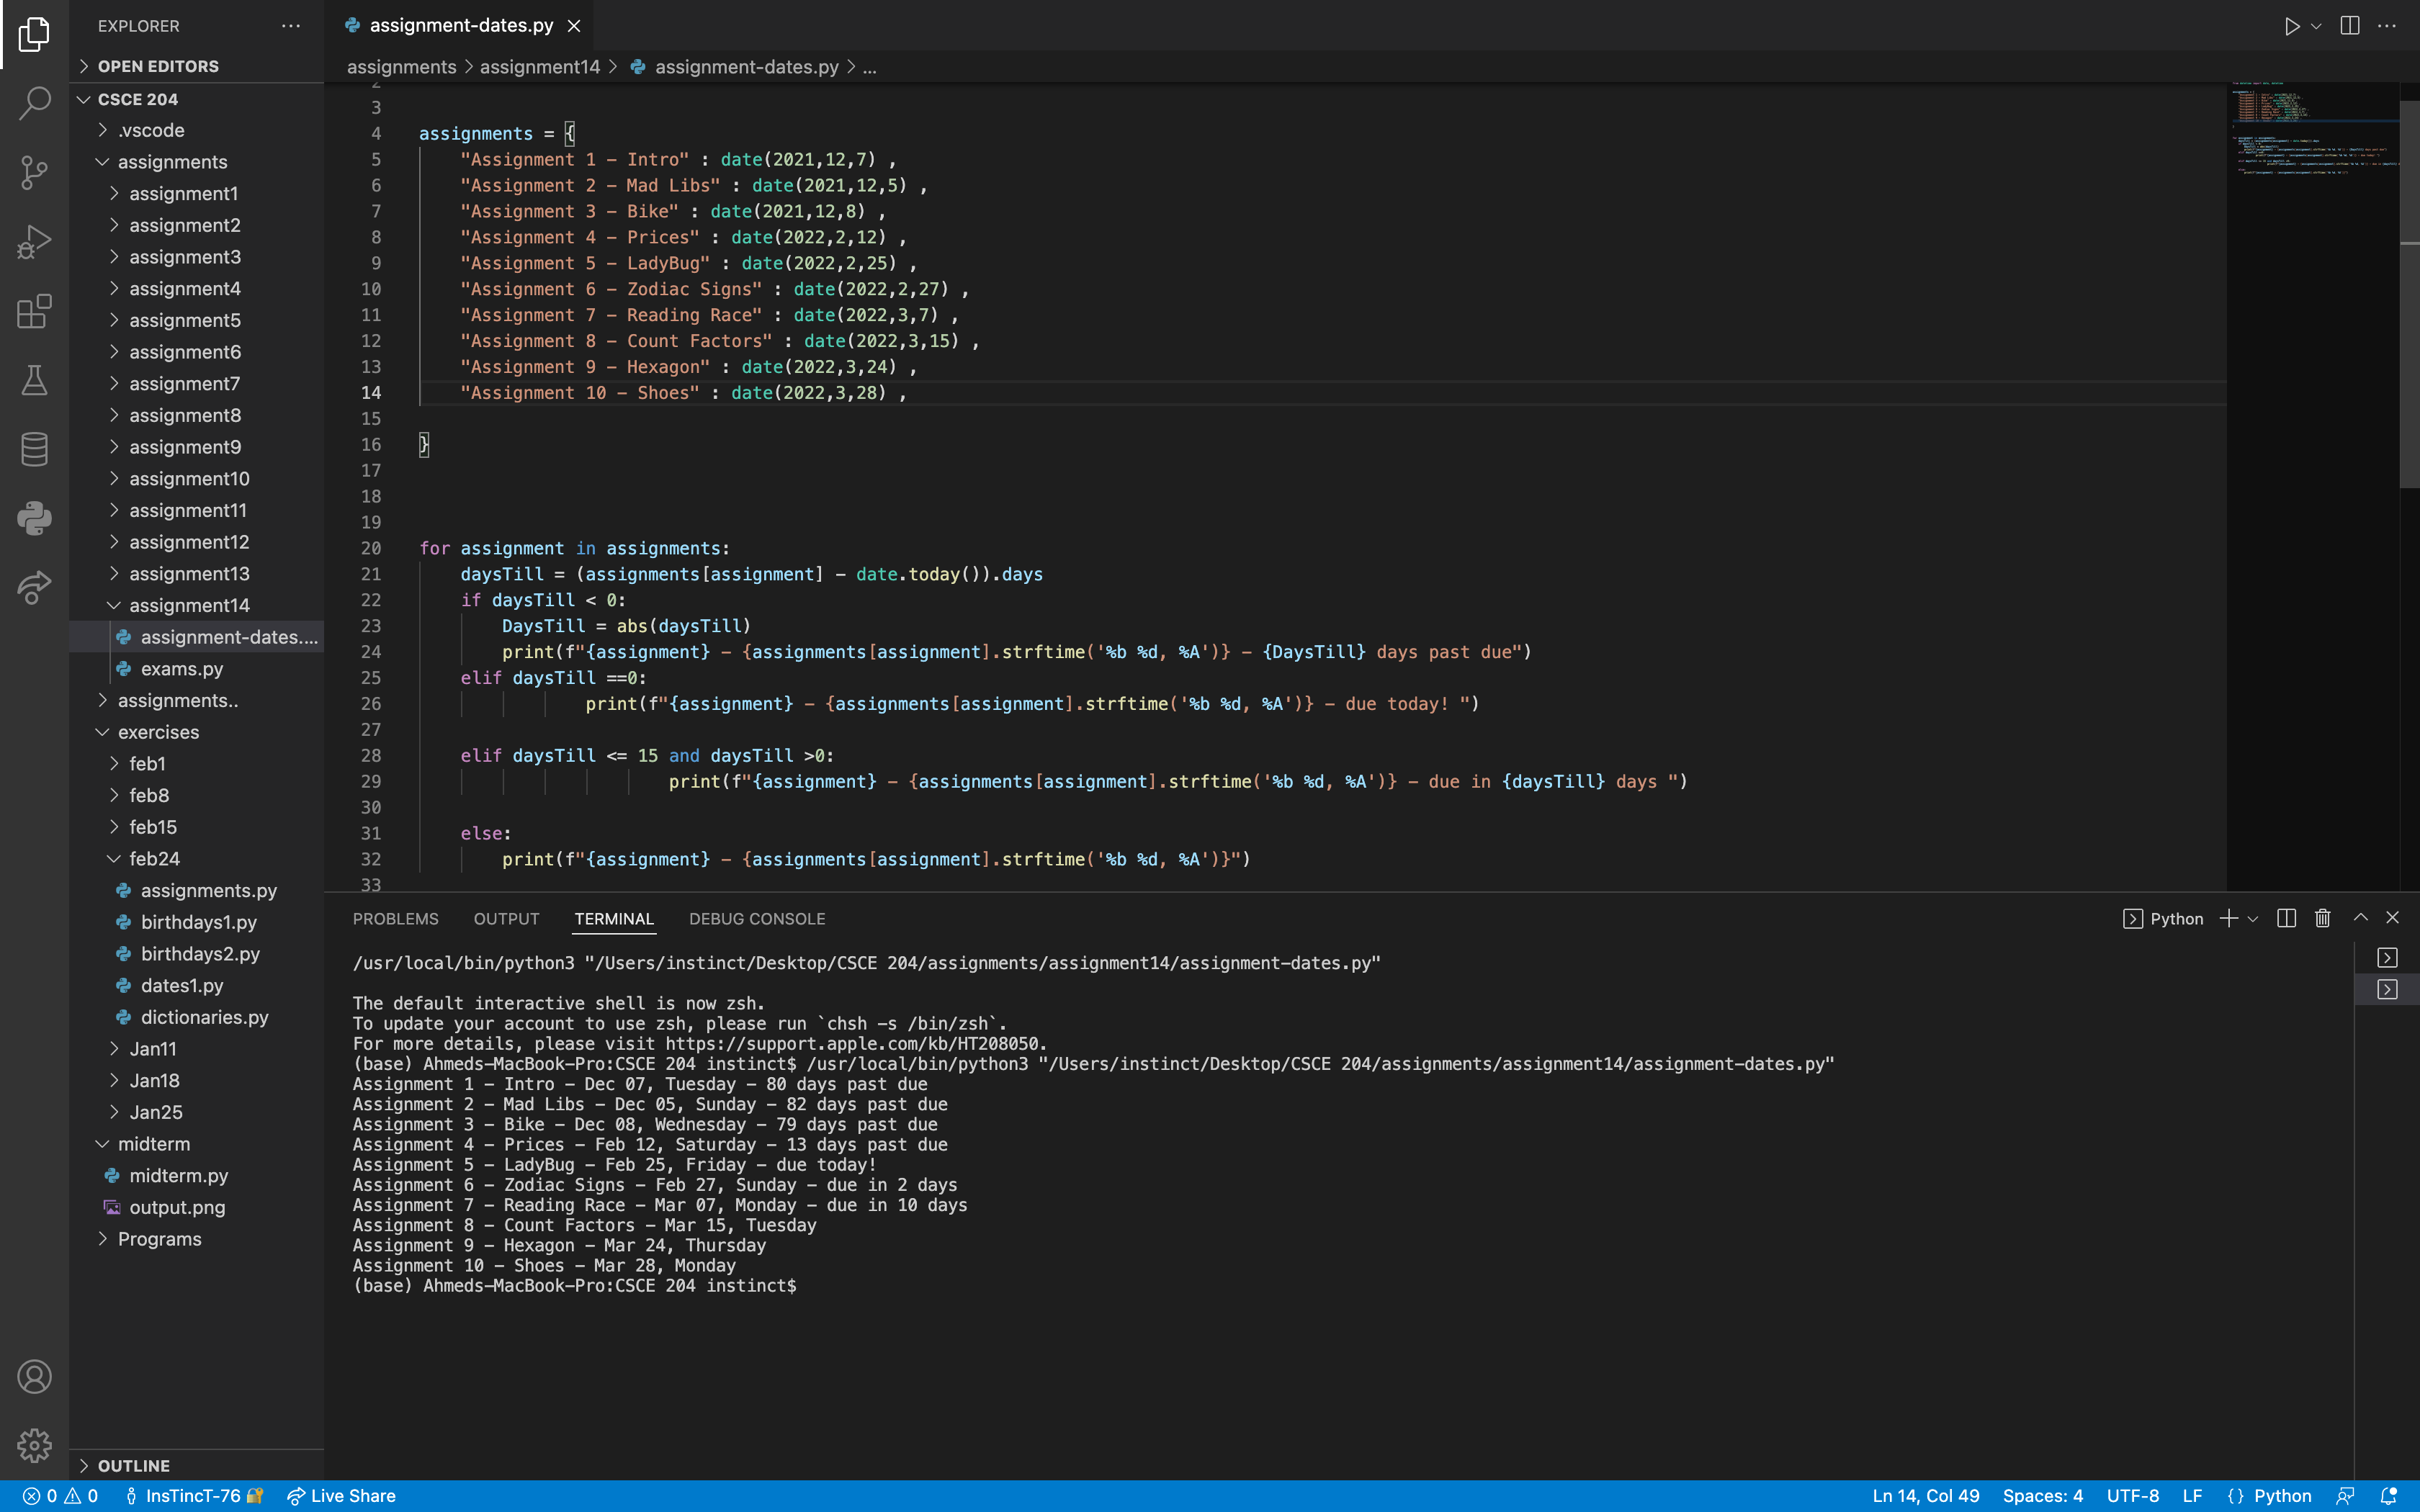 EXPLORER
OPEN EDITORS
CSCE 204
.vscode
assignments
assignment1
assignment2
assignment3
assignment4
assignment5
assignment6
assignment7
assignment8
assignment9
assignment10
assignment11
assignment12
assignment13
assignment14
assignment-dates....
exams.py
assignments..
exercises
feb1
feb8
feb15
feb24
assignments.py
birthdays1.py
birthdays2.py
dates1.py
dictionaries.py
Jan11
Jan18
Jan25
midterm
midterm.py
output.png
Programs
OUTLINE
assignment-dates.py
assignments > assignment14 > assignment-dates.py > ...
2
3
4 assignments = {
5 "Assignment 1 - Intro" : date(2021,12,7) ,
6 "Assignment 2 - Mad Libs" : date(2021,12,5) ,
7 "Assignment 3 - Bike" : date(2021,12,8) ,
8 "Assignment 4 - Prices" : date(2022,2,12) ,
9 "Assignment 5 - LadyBug" : date(2022,2,25) ,
10 "Assignment 6 - Zodiac Signs" : date(2022,2,27) ,
11 "Assignment 7 - Reading Race" : date(2022,3,7) ,
12 "Assignment 8 - Count Factors" : date(2022,3,15) ,
13 "Assignment 9 - Hexagon" : date(2022,3,24) ,
14 "Assignment 10 - Shoes" : date(2022,3,28) ,
15
16 }
17
18
19
20 for assignment in assignments:
21 daysTill = (assignments[assignment] - date.today()).days
22 if daysTill < 0:
23 DaysTill = abs(daysTill)
24 print(f"{assignment} - {assignments[assignment].strftime('%b %d, %A')} - {DaysTill} days past due")
25 elif daysTill ==0:
26 print(f"{assignment} - {assignments[assignment].strftime('%b %d, %A')} - due today! ")
27
28 elif daysTill <= 15 and daysTill >0:
29 print(f"{assignment} - {assignments[assignment].strftime('%b %d, %A')} - due in {daysTill} days ")
30
31 else:
32 print(f"{assignment} - {assignments[assignment].strftime('%b %d, %A')}")
33
PROBLEMS OUTPUT TERMINAL DEBUG CONSOLE Python
/usr/local/bin/python3 "/Users/instinct/Desktop/CSCE 204/assignments/assignment14/assignment-dates.py"
The default interactive shell is now zsh.
To update your account to use zsh, please run `chsh -s /bin/zsh`.
For more details, please visit https://support.apple.com/kb/HT208050.
(base) Ahmeds-MacBook-Pro:CSCE 204 instinct$ /usr/local/bin/python3 "/Users/instinct/Desktop/CSCE 204/assignments/assignment14/assignment-dates.py"
Assignment 1 - Intro - Dec 07, Tuesday - 80 days past due
Assignment 2 - Mad Libs - Dec 05, Sunday - 82 days past due
Assignment 3 - Bike - Dec 08, Wednesday - 79 days past due
Assignment 4 - Prices - Feb 12, Saturday - 13 days past due
Assignment 5 - LadyBug - Feb 25, Friday - due today!
Assignment 6 - Zodiac Signs - Feb 27, Sunday - due in 2 days
Assignment 7 - Reading Race - Mar 07, Monday - due in 10 days
Assignment 8 - Count Factors - Mar 15, Tuesday
Assignment 9 - Hexagon - Mar 24, Thursday
Assignment 10 - Shoes - Mar 28, Monday
(base) Ahmeds-MacBook-Pro:CSCE 204 instinct$
0 0 InsTincT-76 Live Share Ln 14, Col 49 Spaces: 4 UTF-8 LF {} Python